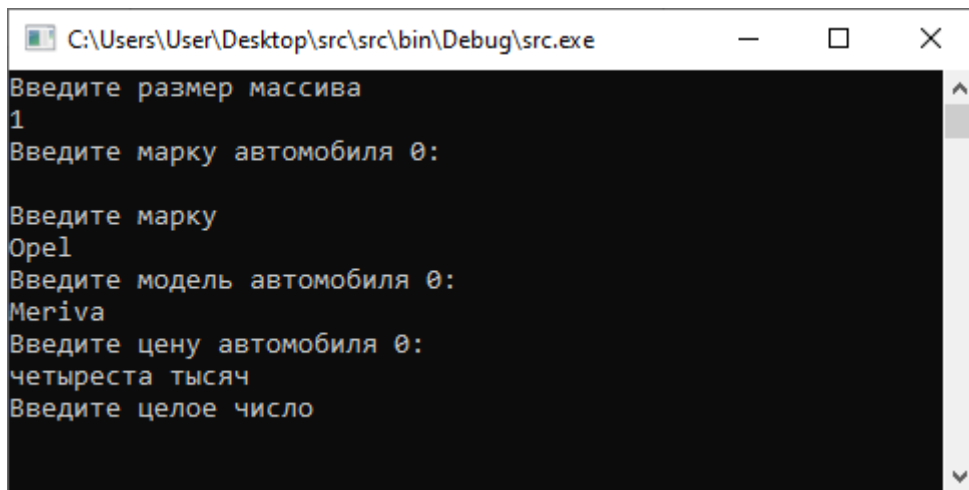 C:\Users\User\Desktop\src\src\bin\Debug\src.exe
Введите размер массива
1
Введите марку автомобиля 0:
Введите марку
Opel
Введите модель автомобиля 0:
Meriva
Введите цену автомобиля 0:
четыреста тысяч
Введите целое число